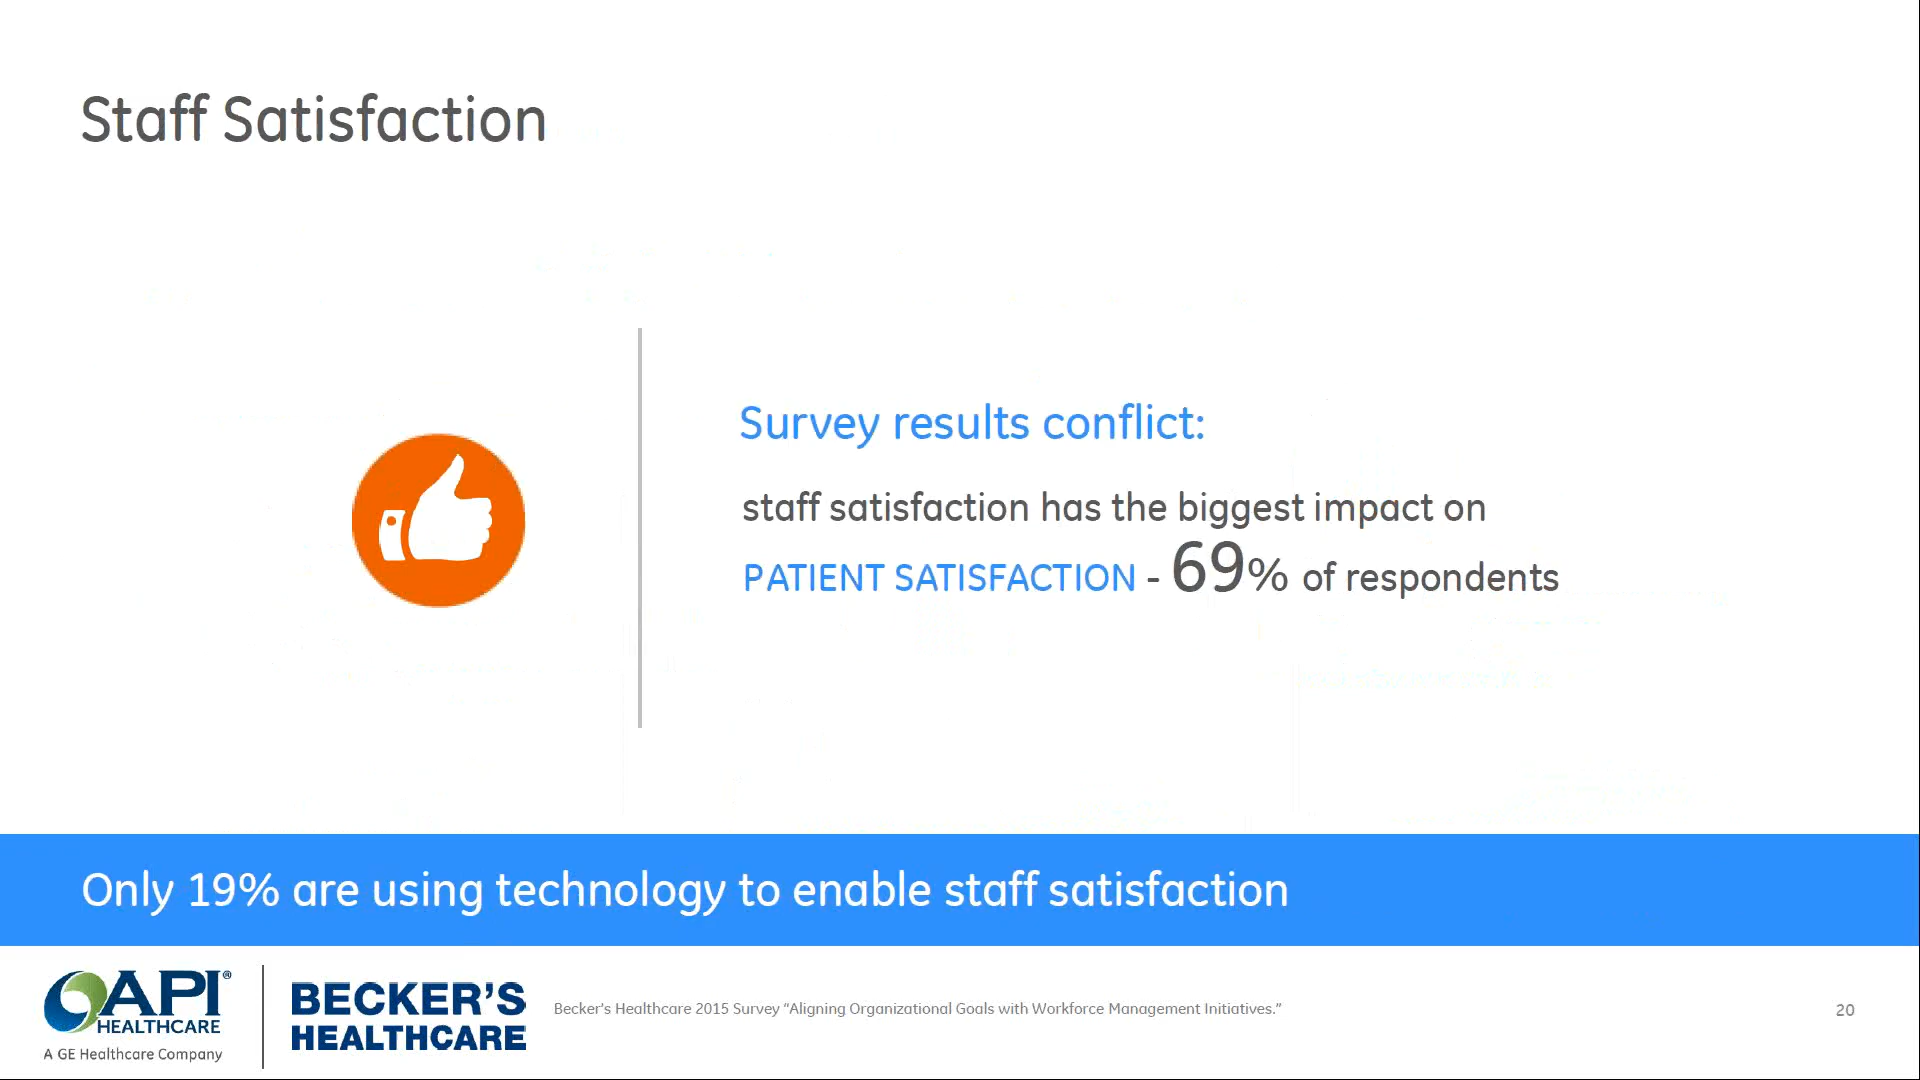 Staff Satisfaction
Survey results conflict:
staff satisfaction has the biggest impact on
PATIENT SATISFACTION - 69% of respondents
Only 19% are using technology to enable staff satisfaction
API®
HEALTHCARE
A GE Healthcare Company
BECKER'S
HEALTHCARE
Becker's Healthcare 2015 Survey "Aligning Organizational Goals with Workforce Management Initiatives."
20